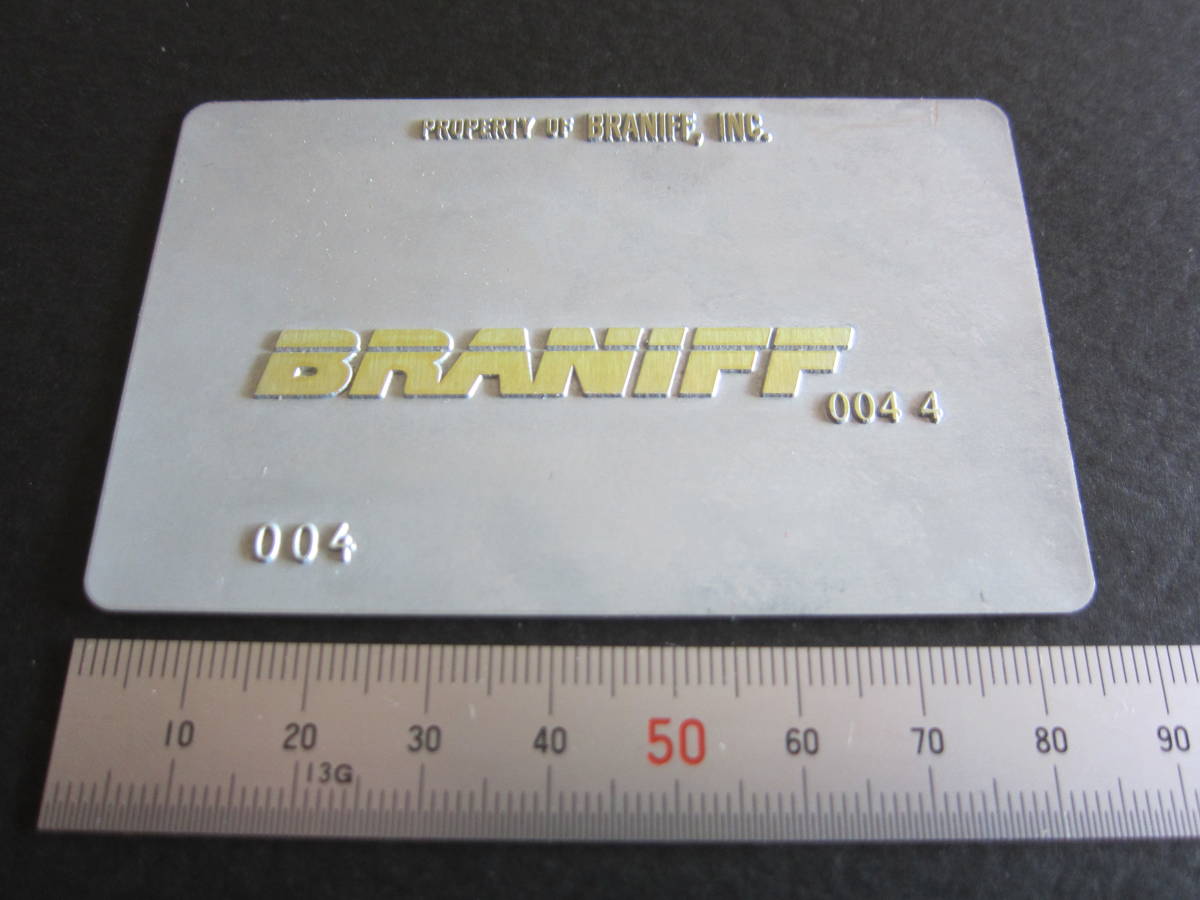 PROPERTY OF BRANIFF, INC.
BRANIFF
004 4
004
10 20 30 40 50 60 70 80 90
13G